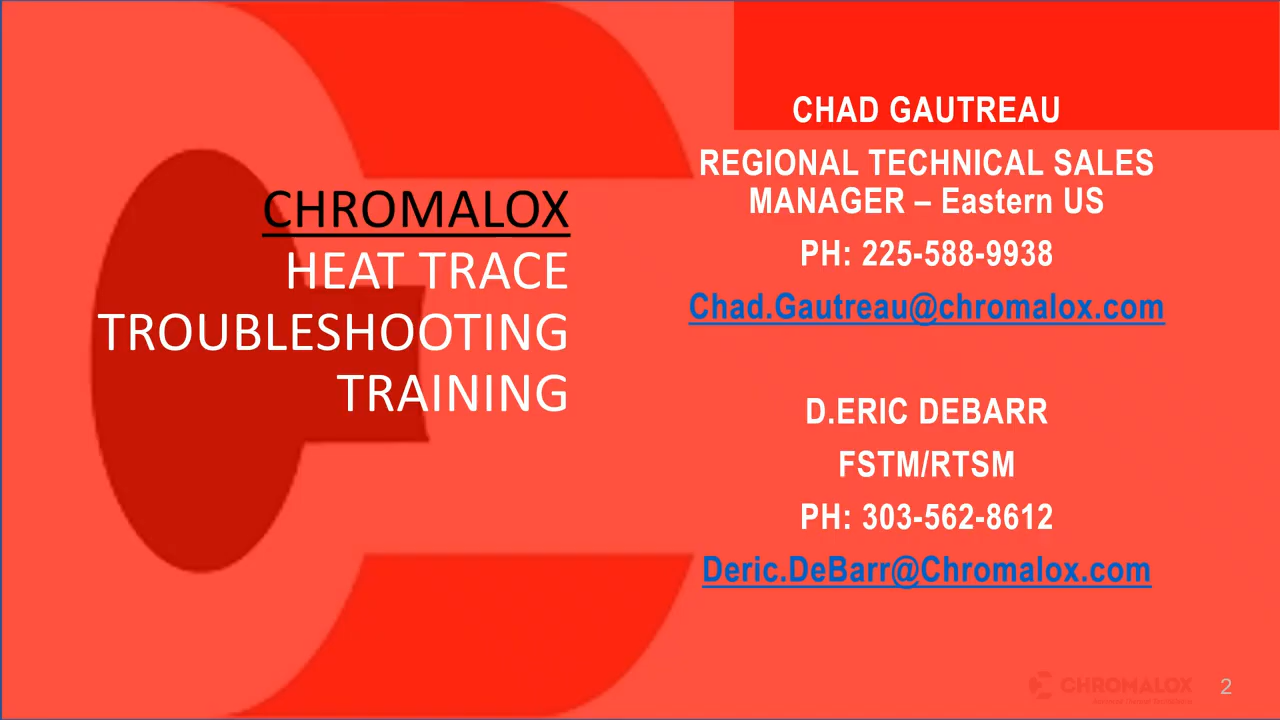 CHROMALOX
HEAT TRACE
TROUBLESHOOTING
TRAINING
CHAD GAUTREAU
REGIONAL TECHNICAL SALES
MANAGER – Eastern US
PH: 225-588-9938
Chad.Gautreau@chromalox.com
D.ERIC DEBARR
FSTM/RTSM
PH: 303-562-8612
Deric.DeBarr@Chromalox.com
CHROMALOX
2